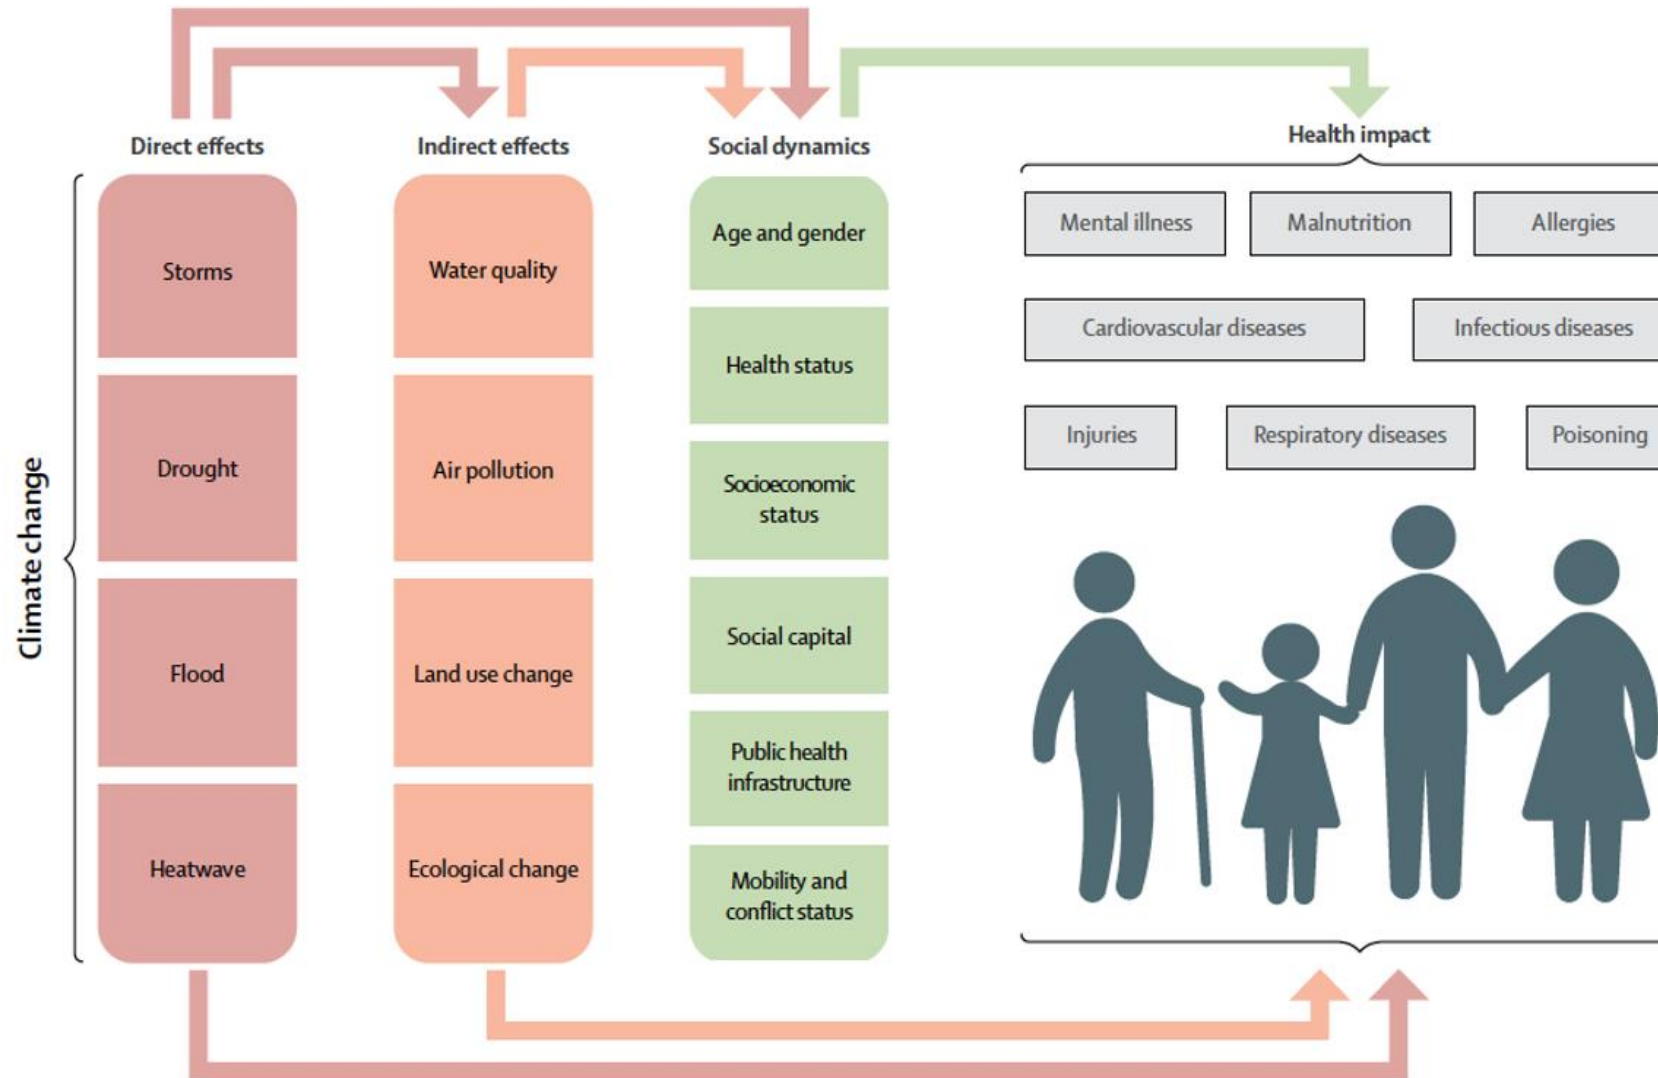 Direct effects
Indirect effects
Social dynamics
Health impact
Climate change
Storms
Drought
Flood
Heatwave
Water quality
Air pollution
Land use change
Ecological change
Age and gender
Health status
Socioeconomic
status
Social capital
Public health
infrastructure
Mobility and
conflict status
Mental illness
Malnutrition
Allergies
Cardiovascular diseases
Infectious diseases
Injuries
Respiratory diseases
Poisoning